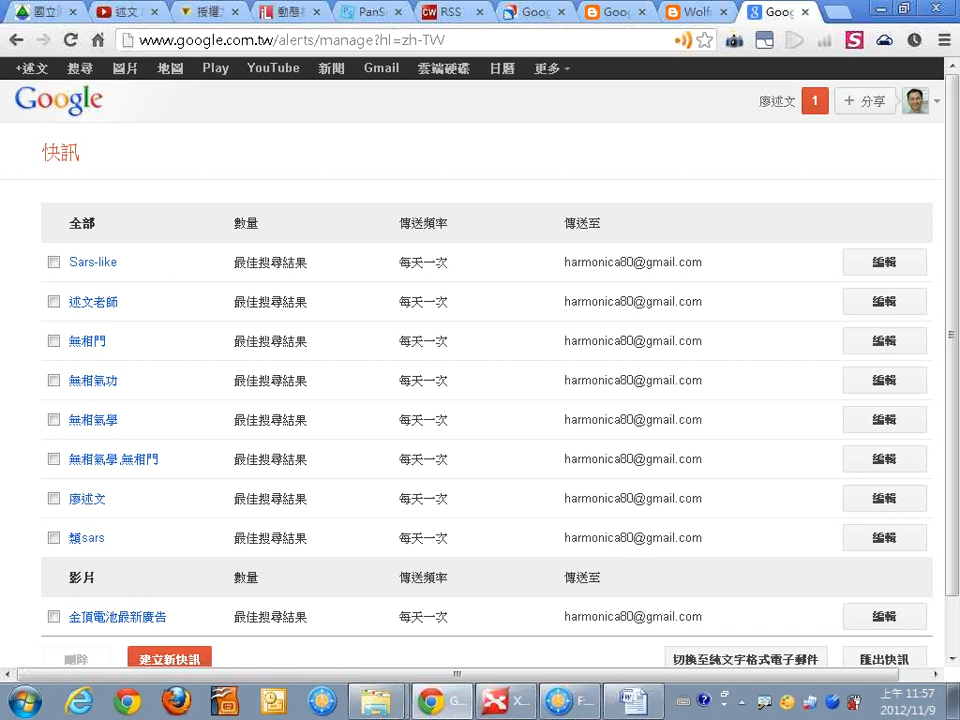 國立
述文
授權
動態
PanS
RSS
Goog
Goog
Wolf
Goog
www.google.com.tw/alerts/manage?hl=zh-TW
+述文 搜尋 圖片 地圖 Play YouTube 新聞 Gmail 雲端硬碟 日曆 更多
Google
廖述文 1 + 分享
快訊
全部 數量 傳送頻率 傳送至
Sars-like 最佳搜尋結果 每天一次 harmonica80@gmail.com 編輯
述文老師 最佳搜尋結果 每天一次 harmonica80@gmail.com 編輯
無相門 最佳搜尋結果 每天一次 harmonica80@gmail.com 編輯
無相氣功 最佳搜尋結果 每天一次 harmonica80@gmail.com 編輯
無相氣學 最佳搜尋結果 每天一次 harmonica80@gmail.com 編輯
無相氣學,無相門 最佳搜尋結果 每天一次 harmonica80@gmail.com 編輯
廖述文 最佳搜尋結果 每天一次 harmonica80@gmail.com 編輯
類sars 最佳搜尋結果 每天一次 harmonica80@gmail.com 編輯
影片 數量 傳送頻率 傳送至
金頂電池最新廣告 最佳搜尋結果 每天一次 harmonica80@gmail.com 編輯
刪除 建立新快訊 切換至純文字格式電子郵件 匯出快訊
G... X... F...
上午 11:57
2012/11/9